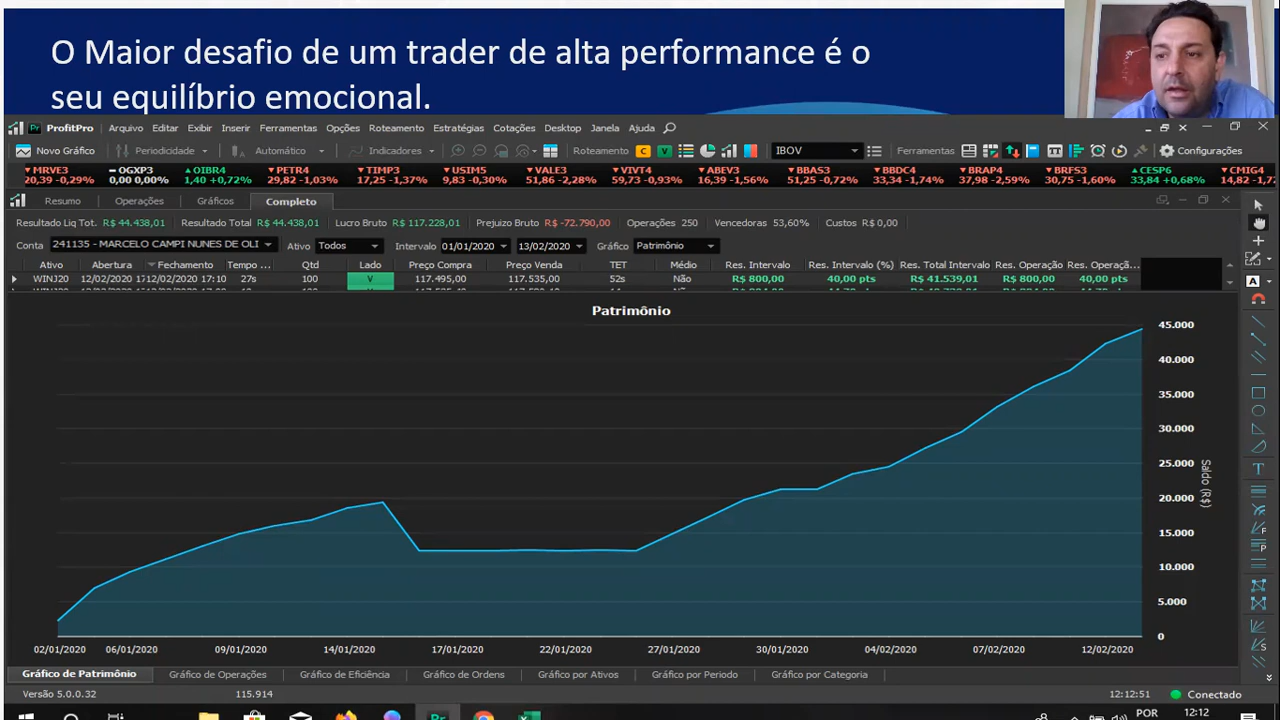 O Maior desafio de um trader de alta performance é o
seu equilíbrio emocional.
Pr ProfitPro Arquivo Editar Exibir Inserir Ferramentas Opções Roteamento Estratégias Cotações Desktop Janela Ajuda
Novo Gráfico Periodicidade Automático Indicadores Roteamento C V IBOV Ferramentas Configurações
MRVE3 OGXP3 OIBR4 PETR4 TIMP3 USIM5 VALE3 VIVT4 ABEV3 BBAS3 BBDC4 BRAP4 BRFS3 CESP6 CMIG4
20,39 -0,29% 0,00 0,00% 1,40 +0,72% 29,82 -1,03% 17,25 -1,37% 9,83 -0,30% 51,86 -2,28% 59,73 -0,93% 16,39 -1,56% 51,25 -0,72% 33,34 -1,74% 37,98 -2,59% 30,75 -1,60% 33,84 +0,68% 14,82 -1,7
Resumo Operações Gráficos Completo
Resultado Liq Tot. R$ 44.438,01 Resultado Total R$ 44.438,01 Lucro Bruto R$ 117.228,01 Prejuizo Bruto R$ -72.790,00 Operações 250 Vencedoras 53,60% Custos R$ 0,00
Conta 241135 - MARCELO CAMPI NUNES DE OLI Ativo Todos Intervalo 01/01/2020 13/02/2020 Gráfico Patrimônio
Ativo Abertura Fechamento Tempo ... Qtd Lado Preço Compra Preço Venda TET Médio Res. Intervalo Res. Intervalo (%) Res. Total Intervalo Res. Operação Res. Operaçã...
WINJ20 12/02/2020 17 12/02/2020 17:10 27s 100 V 117.495,00 117.535,00 52s Não R$ 800,00 40,00 pts R$ 41.539,01 R$ 800,00 40,00 pts
Patrimônio
45.000
40.000
35.000
30.000
25.000
20.000
15.000
10.000
5.000
0
Saldo (R$)
02/01/2020 06/01/2020 09/01/2020 14/01/2020 17/01/2020 22/01/2020 27/01/2020 30/01/2020 04/02/2020 07/02/2020 12/02/2020
Gráfico de Patrimônio Gráfico de Operações Gráfico de Eficiência Gráfico de Ordens Gráfico por Ativos Gráfico por Periodo Gráfico por Categoria
Versão 5.0.0.32 115.914 12:12:51 Conectado
POR 12:12